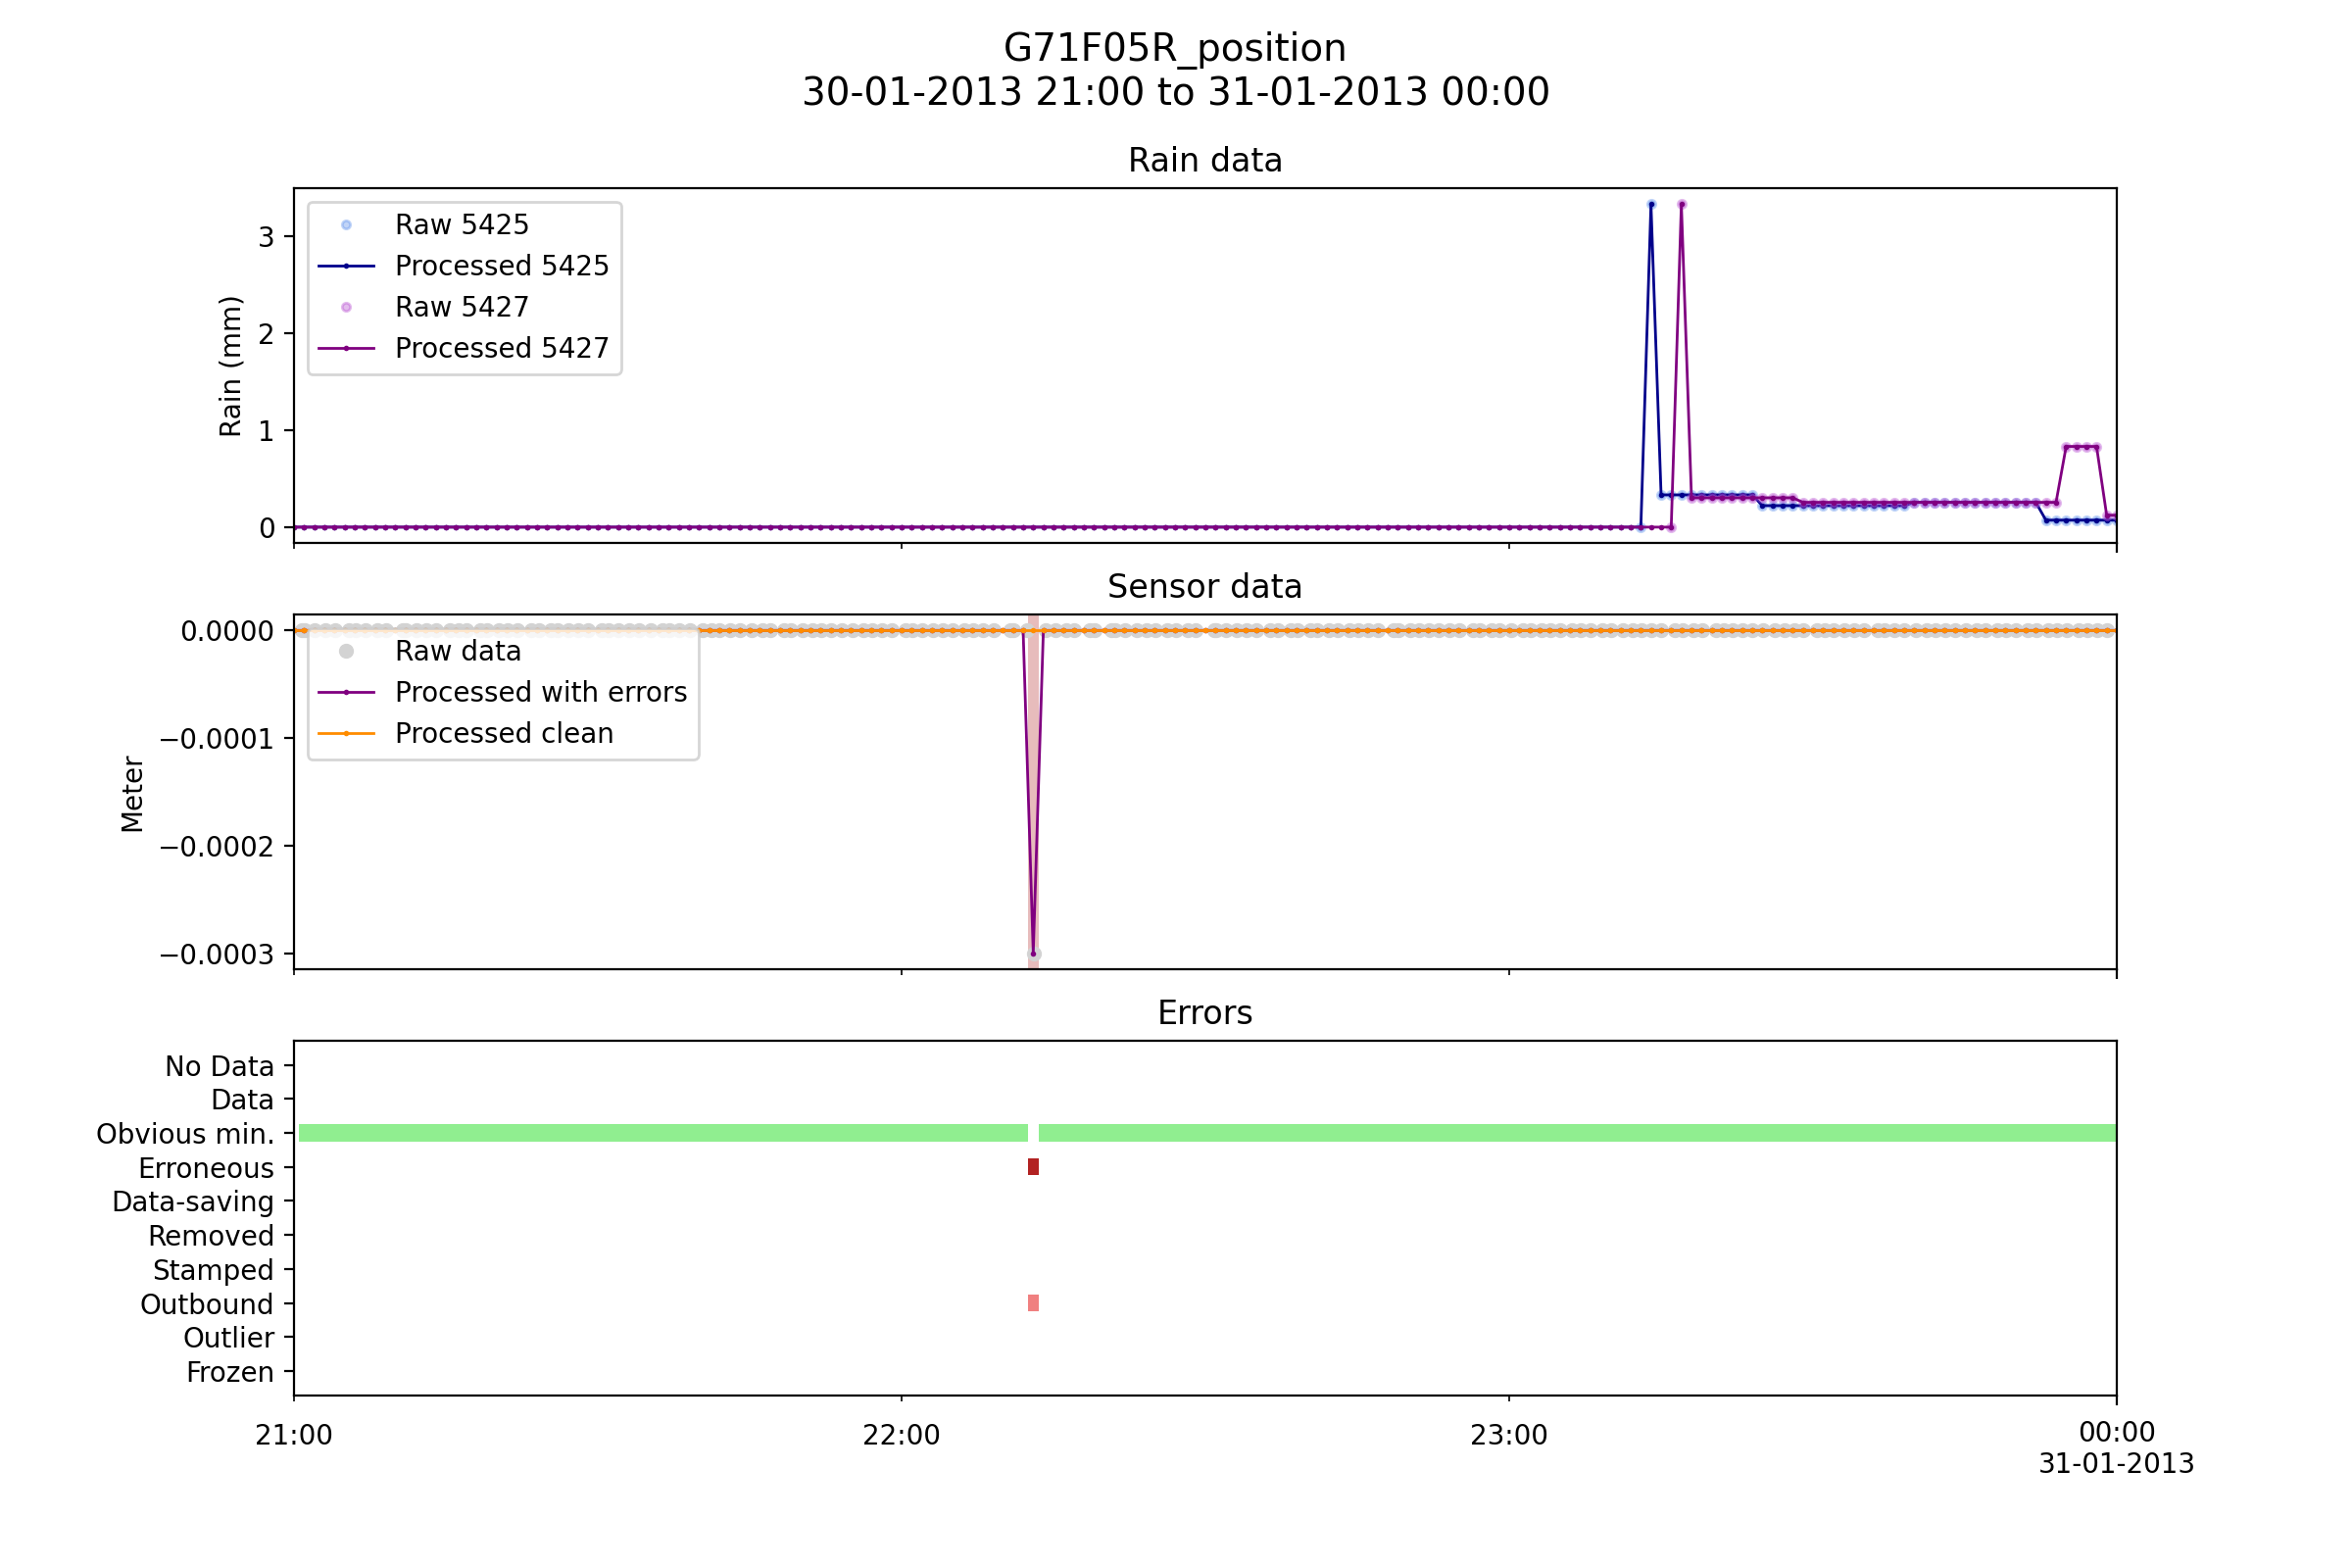 G71F05R_position
30-01-2013 21:00 to 31-01-2013 00:00
Rain data
Rain (mm)
3
2
1
0
Raw 5425
Processed 5425
Raw 5427
Processed 5427
Sensor data
Meter
0.0000
−0.0001
−0.0002
−0.0003
Raw data
Processed with errors
Processed clean
Errors
No Data
Data
Obvious min.
Erroneous
Data-saving
Removed
Stamped
Outbound
Outlier
Frozen
21:00
22:00
23:00
00:00
31-01-2013